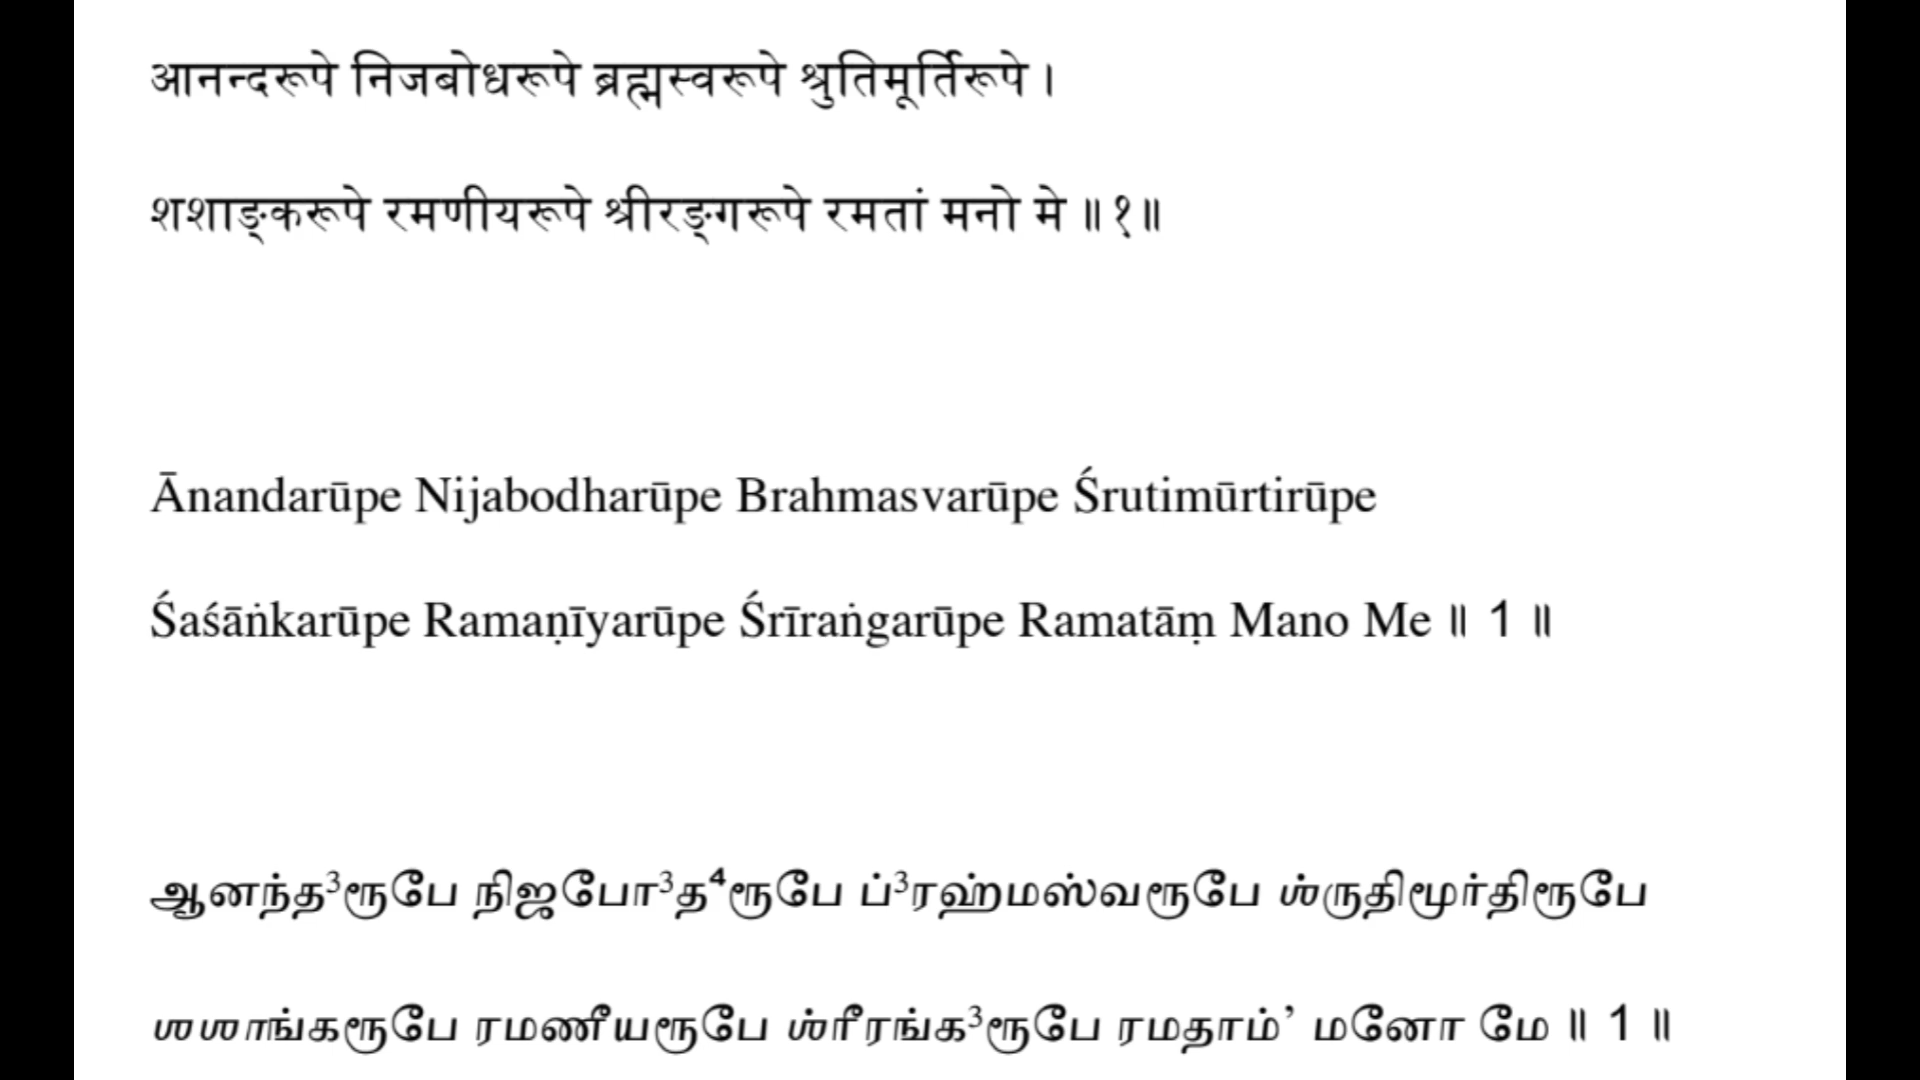 आनन्दरूपे निजबोधरूपे ब्रह्मस्वरूपे श्रुतिमूर्तिरूपे ।
शशाङ्करूपे रमणीयरूपे श्रीरङ्गरूपे रमतां मनो मे ॥ १॥
Ānandarūpe Nijabodharūpe Brahmasvarūpe Śrutimūrtirūpe
Śaśāṅkarūpe Ramaṇīyarūpe Śrīraṅgarūpe Ramatāṃ Mano Me ॥ 1 ॥
ஆனந்த³ரூபே நிஜபோ³த⁴ரூபே ப்³ரஹ்மஸ்வரூபே ஶ்ருதிமூர்திரூபே
ஶஶாங்கரூபே ரமணீயரூபே ஶ்ரீரங்க³ரூபே ரமதாம்ʼ மனோ மே ॥ 1 ॥